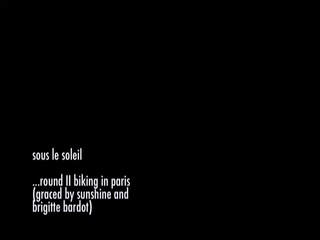 sous le soleil
...round II biking in paris
(graced by sunshine and
brigitte bardot)